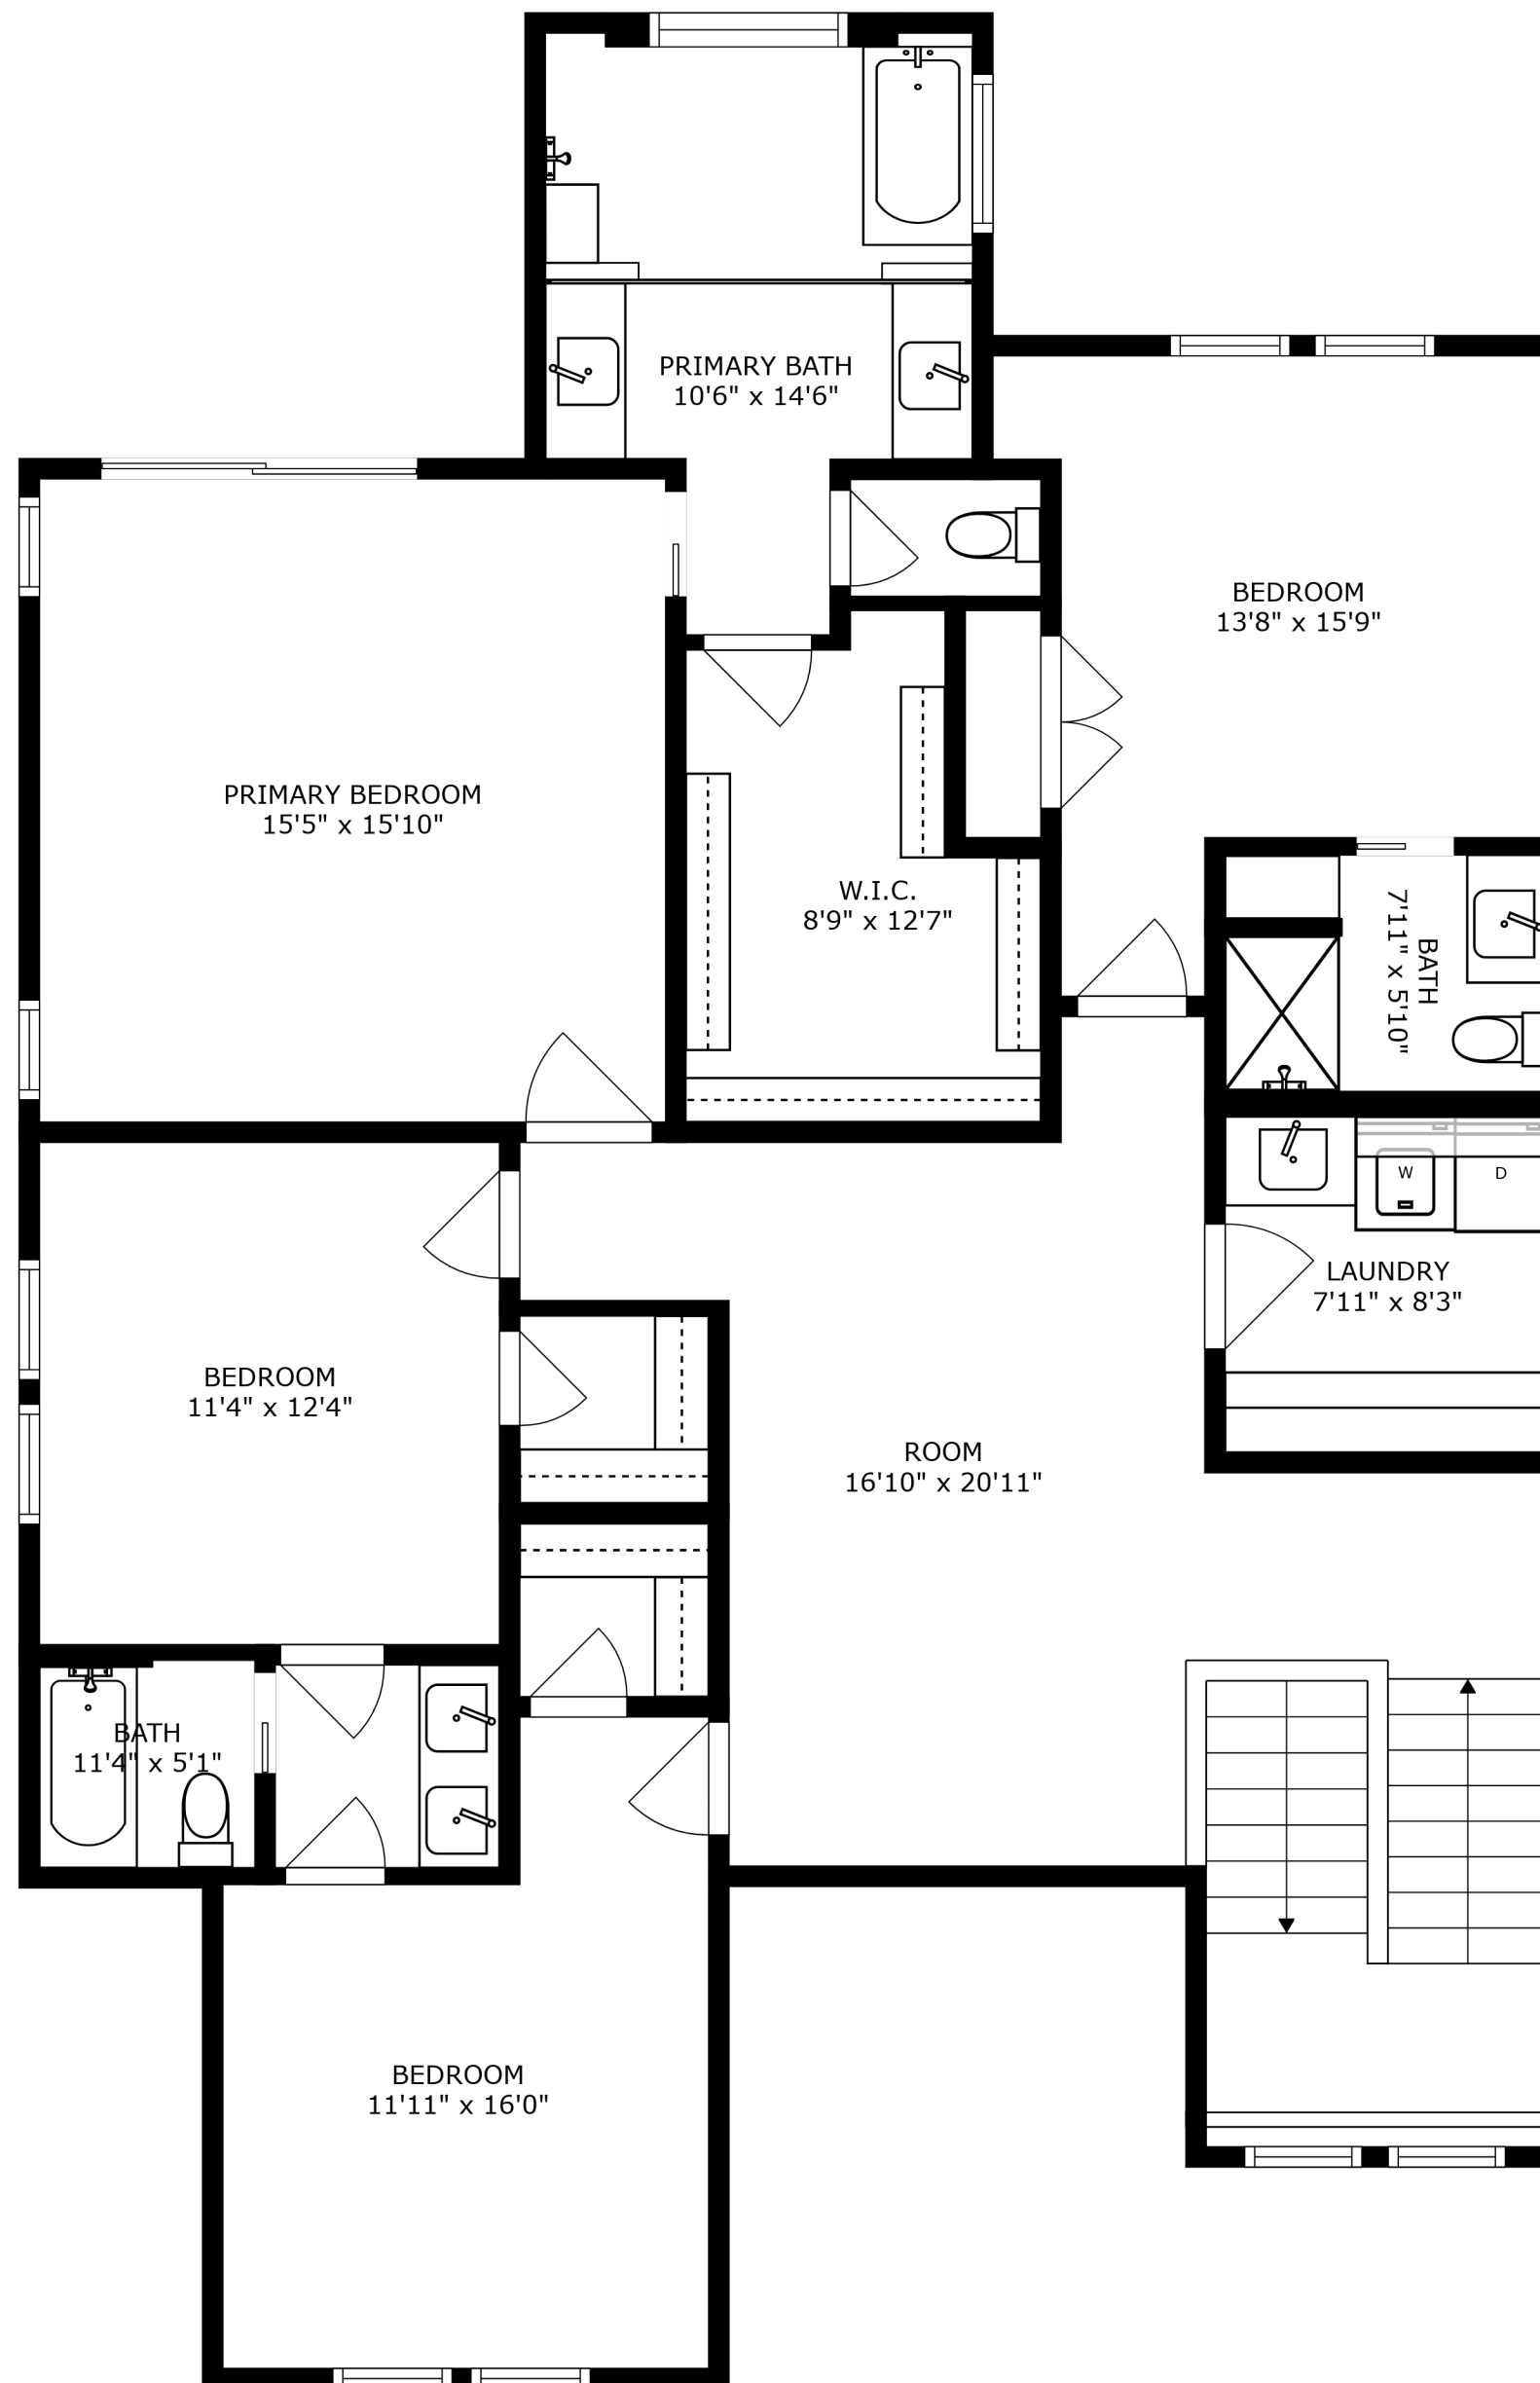 PRIMARY BATH
10'6" x 14'6"
BEDROOM
13'8" x 15'9"
PRIMARY BEDROOM
15'5" x 15'10"
W.I.C.
8'9" x 12'7"
BATH
7'11" x 5'10"
W
D
LAUNDRY
7'11" x 8'3"
BEDROOM
11'4" x 12'4"
ROOM
16'10" x 20'11"
BATH
11'4" x 5'1"
BEDROOM
11'11" x 16'0"